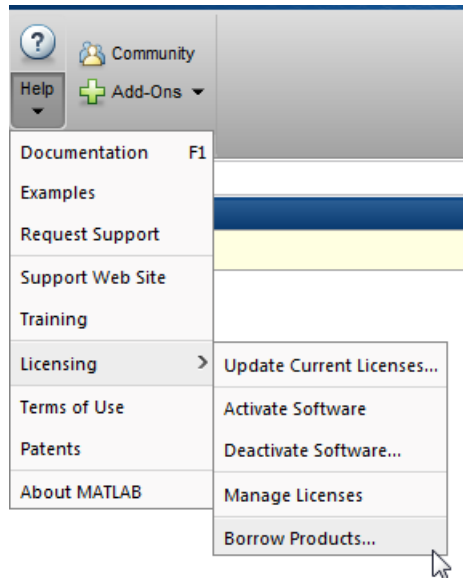 ?
Community
Help
Add-Ons
Documentation F1
Examples
Request Support
Support Web Site
Training
Licensing >
Update Current Licenses...
Terms of Use
Activate Software
Patents
Deactivate Software...
About MATLAB
Manage Licenses
Borrow Products...